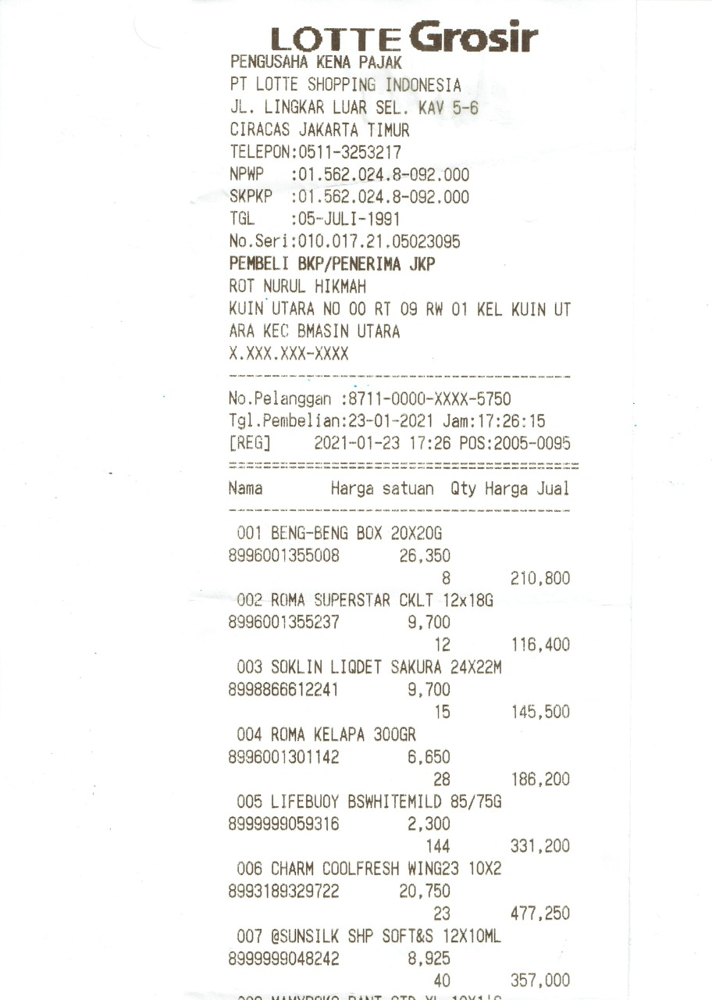 LOTTE Grosir
PENGUSAHA KENA PAJAK
PT LOTTE SHOPPING INDONESIA
JL. LINGKAR LUAR SEL. KAV 5-6
CIRACAS JAKARTA TIMUR
TELEPON:0511-3253217
NPWP :01.562.024.8-092.000
SKPKP :01.562.024.8-092.000
TGL :05-JULI-1991
No.Seri:010.017.21.05023095
PEMBELI BKP/PENERIMA JKP
ROT NURUL HIKMAH
KUIN UTARA NO 00 RT 09 RW 01 KEL KUIN UT
ARA KEC BMASIN UTARA
X.XXX.XXX-XXXX
No.Pelanggan :8711-0000-XXXX-5750
Tgl.Pembelian:23-01-2021 Jam:17:26:15
[REG] 2021-01-23 17:26 POS:2005-0095
Nama Harga satuan Qty Harga Jual
001 BENG-BENG BOX 20X20G
8996001355008 26,350
8 210,800
002 ROMA SUPERSTAR CKLT 12x18G
8996001355237 9,700
12 116,400
003 SOKLIN LIQDET SAKURA 24X22M
8998866612241 9,700
15 145,500
004 ROMA KELAPA 300GR
8996001301142 6,650
28 186,200
005 LIFEBUOY BSWHITEMILD 85/75G
8999999059316 2,300
144 331,200
006 CHARM COOLFRESH WING23 10X2
8993189329722 20,750
23 477,250
007 @SUNSILK SHP SOFT&S 12X10ML
8999999048242 8,925
40 357,000